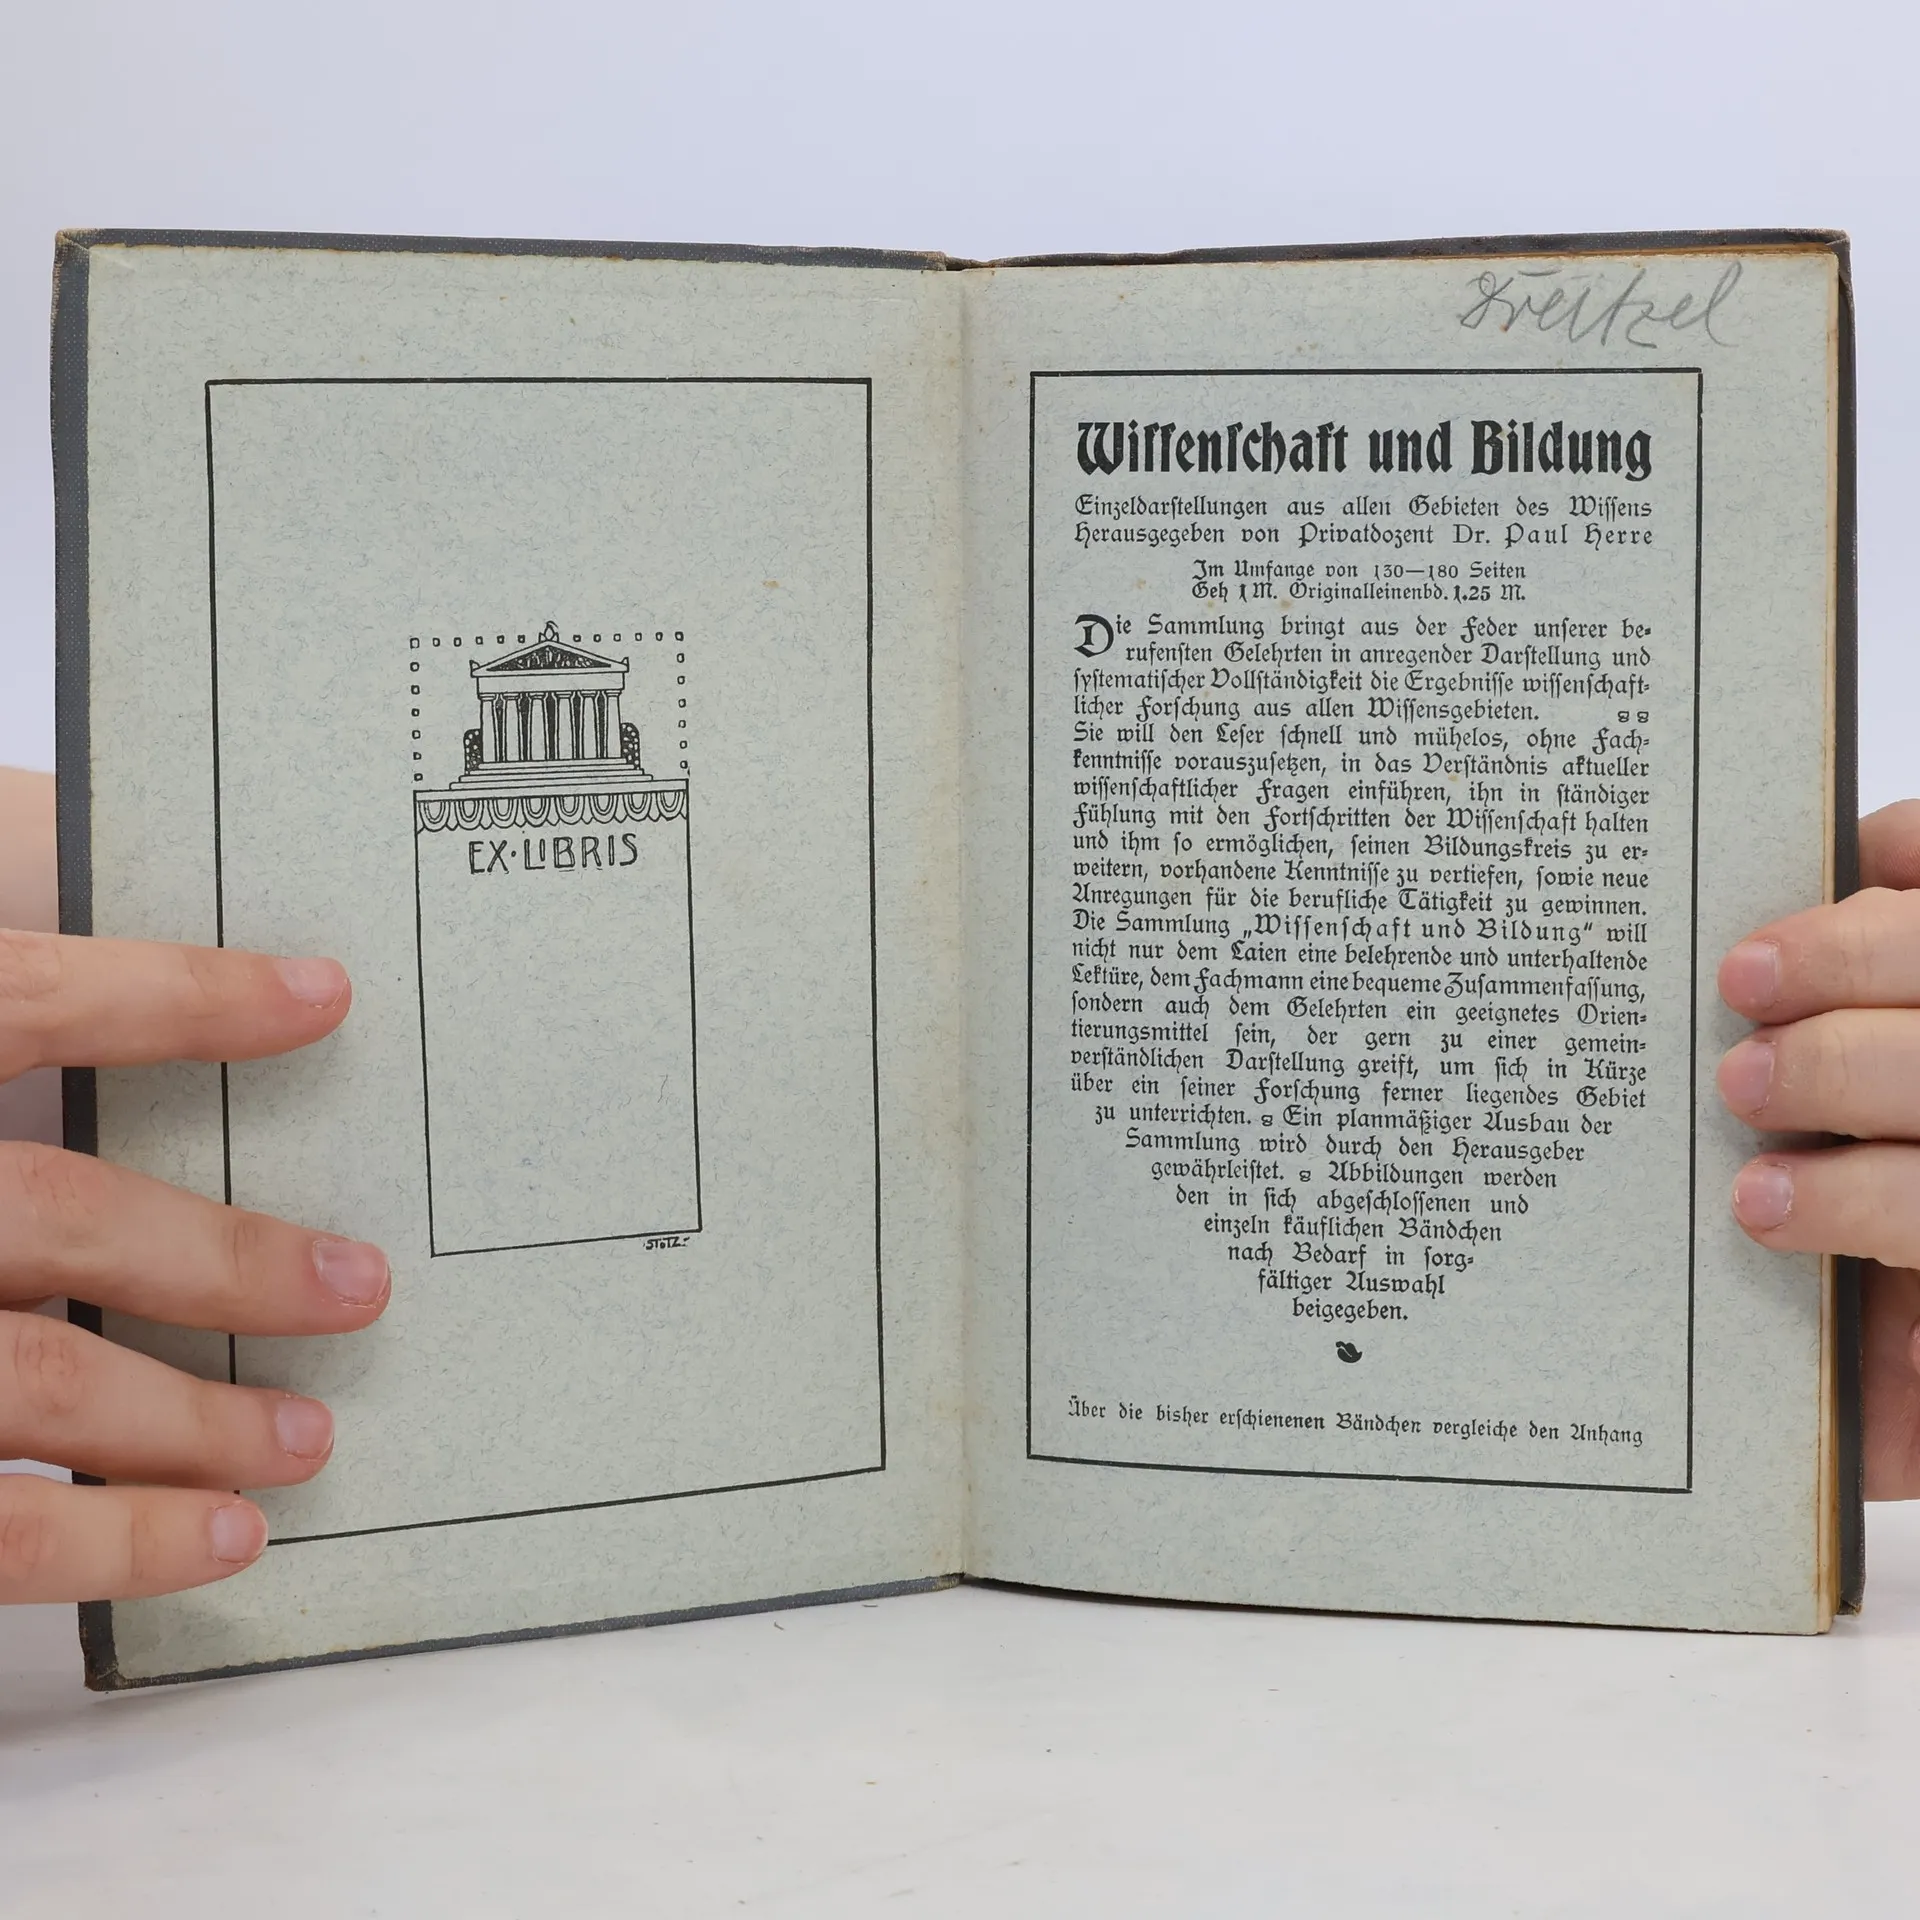 EX·LIBRIS
·STOTZ·
Wissenschaft und Bildung
Einzeldarstellungen aus allen Gebieten des Wissens
Herausgegeben von Privatdozent Dr. Paul Herre
Im Umfange von 130—180 Seiten
Geh 1 M. Originalleinenbd. 1.25 M.
Die Sammlung bringt aus der Feder unserer be-
rufensten Gelehrten in anregender Darstellung und
systematischer Vollständigkeit die Ergebnisse wissenschaft-
licher Forschung aus allen Wissensgebieten.
Sie will den Leser schnell und mühelos, ohne Fach-
kenntnisse vorauszusetzen, in das Verständnis aktueller
wissenschaftlicher Fragen einführen, ihn in ständiger
Fühlung mit den Fortschritten der Wissenschaft halten
und ihm so ermöglichen, seinen Bildungskreis zu er-
weitern, vorhandene Kenntnisse zu vertiefen, sowie neue
Anregungen für die berufliche Tätigkeit zu gewinnen.
Die Sammlung „Wissenschaft und Bildung“ will
nicht nur dem Laien eine belehrende und unterhaltende
Lektüre, dem Fachmann eine bequeme Zusammenfassung,
sondern auch dem Gelehrten ein geeignetes Orien-
tierungsmittel sein, der gern zu einer gemein-
verständlichen Darstellung greift, um sich in Kürze
über ein seiner Forschung ferner liegendes Gebiet
zu unterrichten. Ein planmäßiger Ausbau der
Sammlung wird durch den Herausgeber
gewährleistet. Abbildungen werden
den in sich abgeschlossenen und
einzeln käuflichen Bändchen
nach Bedarf in sorg-
fältiger Auswahl
beigegeben.
Über die bisher erschienenen Bändchen vergleiche den Anhang